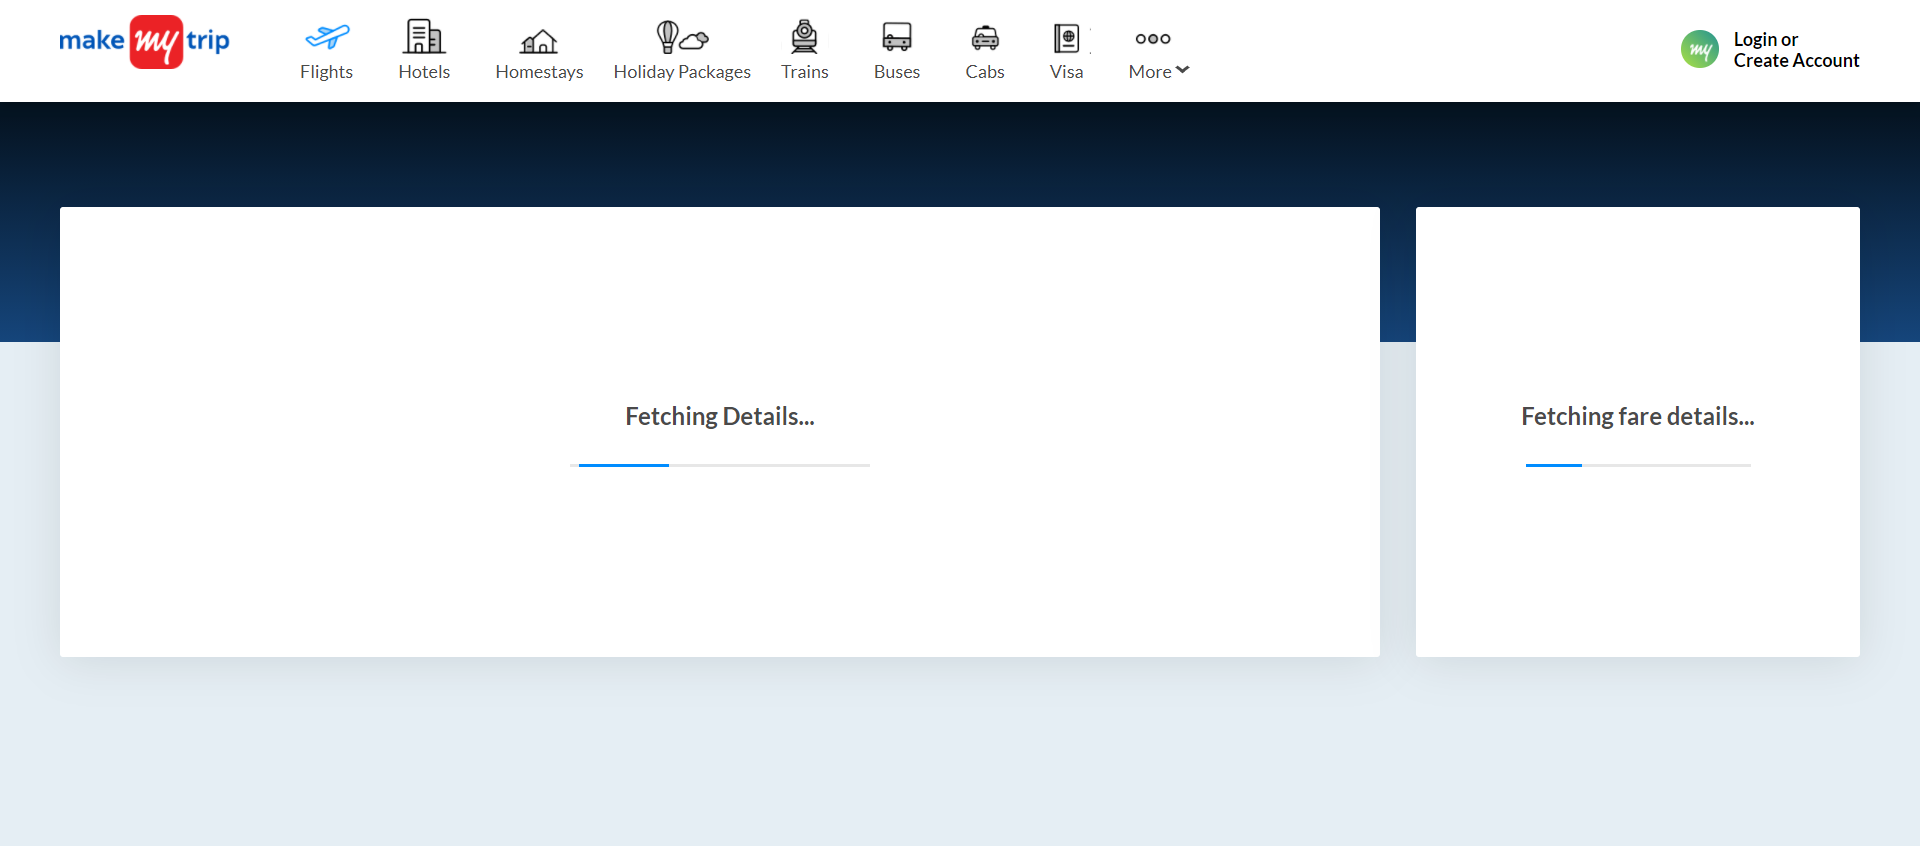 make my trip
Flights
Hotels
Homestays
Holiday Packages
Trains
Buses
Cabs
Visa
More
my
Login or
Create Account
Fetching Details...
Fetching fare details...